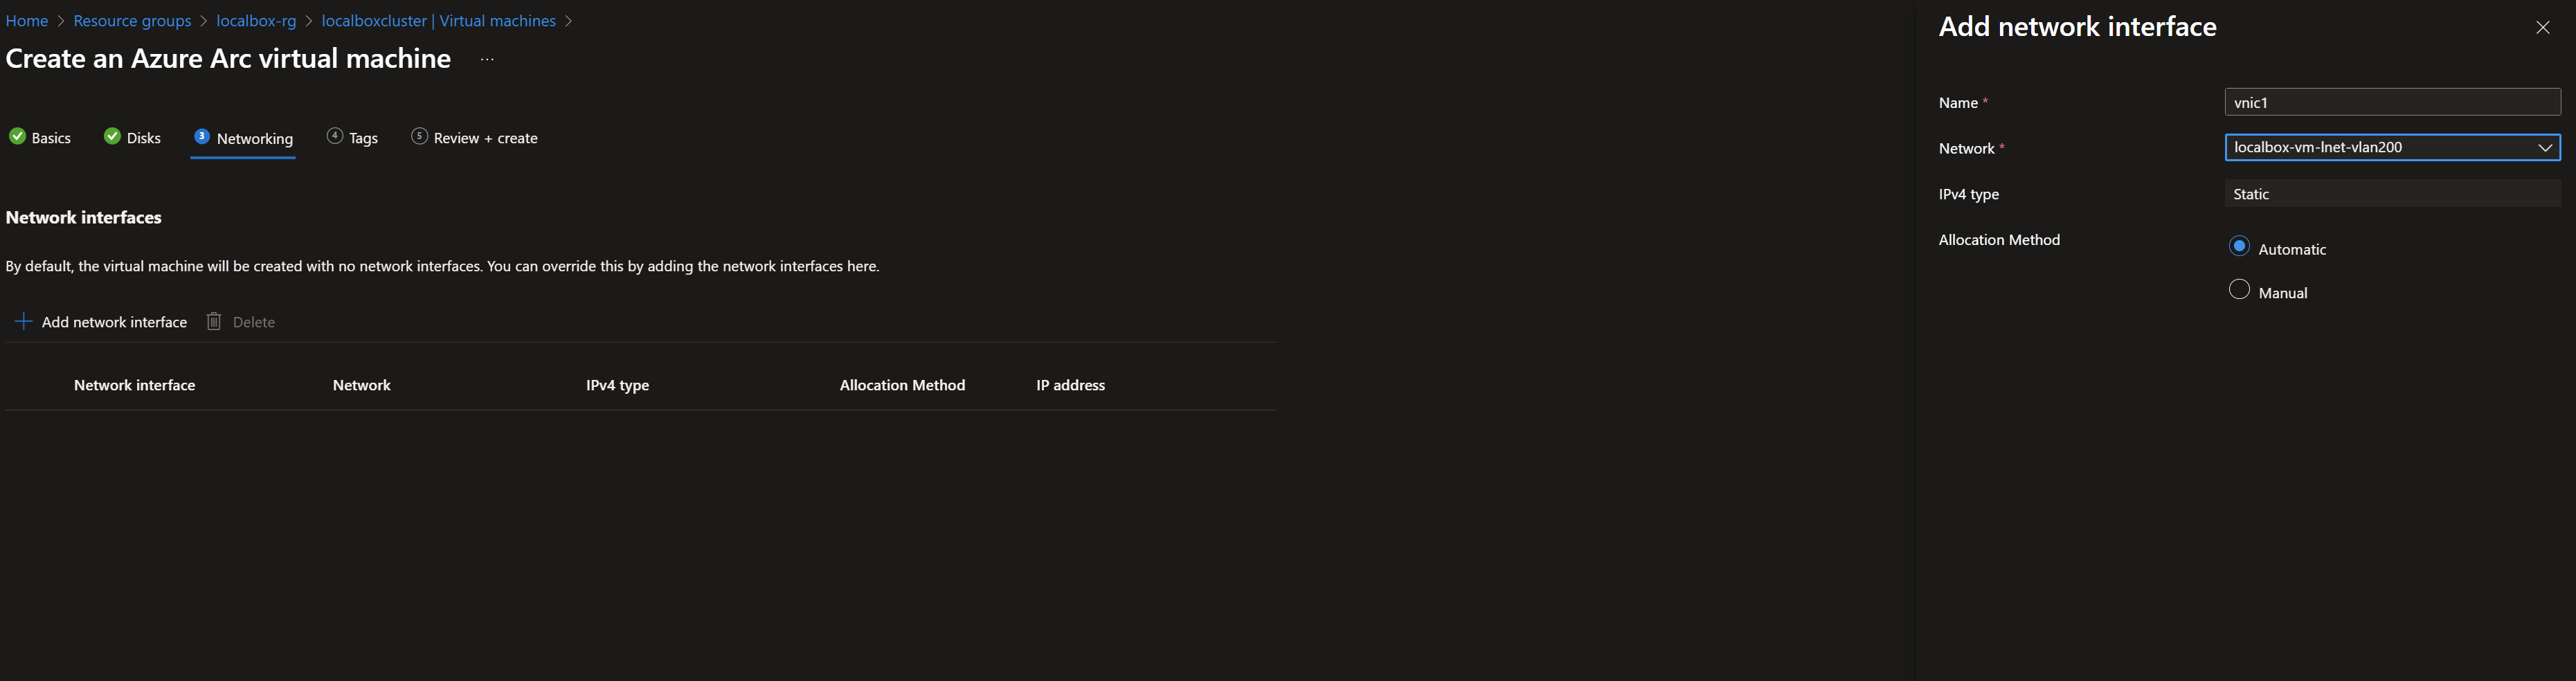 Home > Resource groups > localbox-rg > localboxcluster | Virtual machines >
Create an Azure Arc virtual machine ...
Basics Disks 3 Networking 4 Tags 5 Review + create
Network interfaces
By default, the virtual machine will be created with no network interfaces. You can override this by adding the network interfaces here.
+ Add network interface Delete
Network interface Network IPv4 type Allocation Method IP address
Add network interface
Name * vnic1
Network * localbox-vm-lnet-vlan200
IPv4 type Static
Allocation Method Automatic
Manual